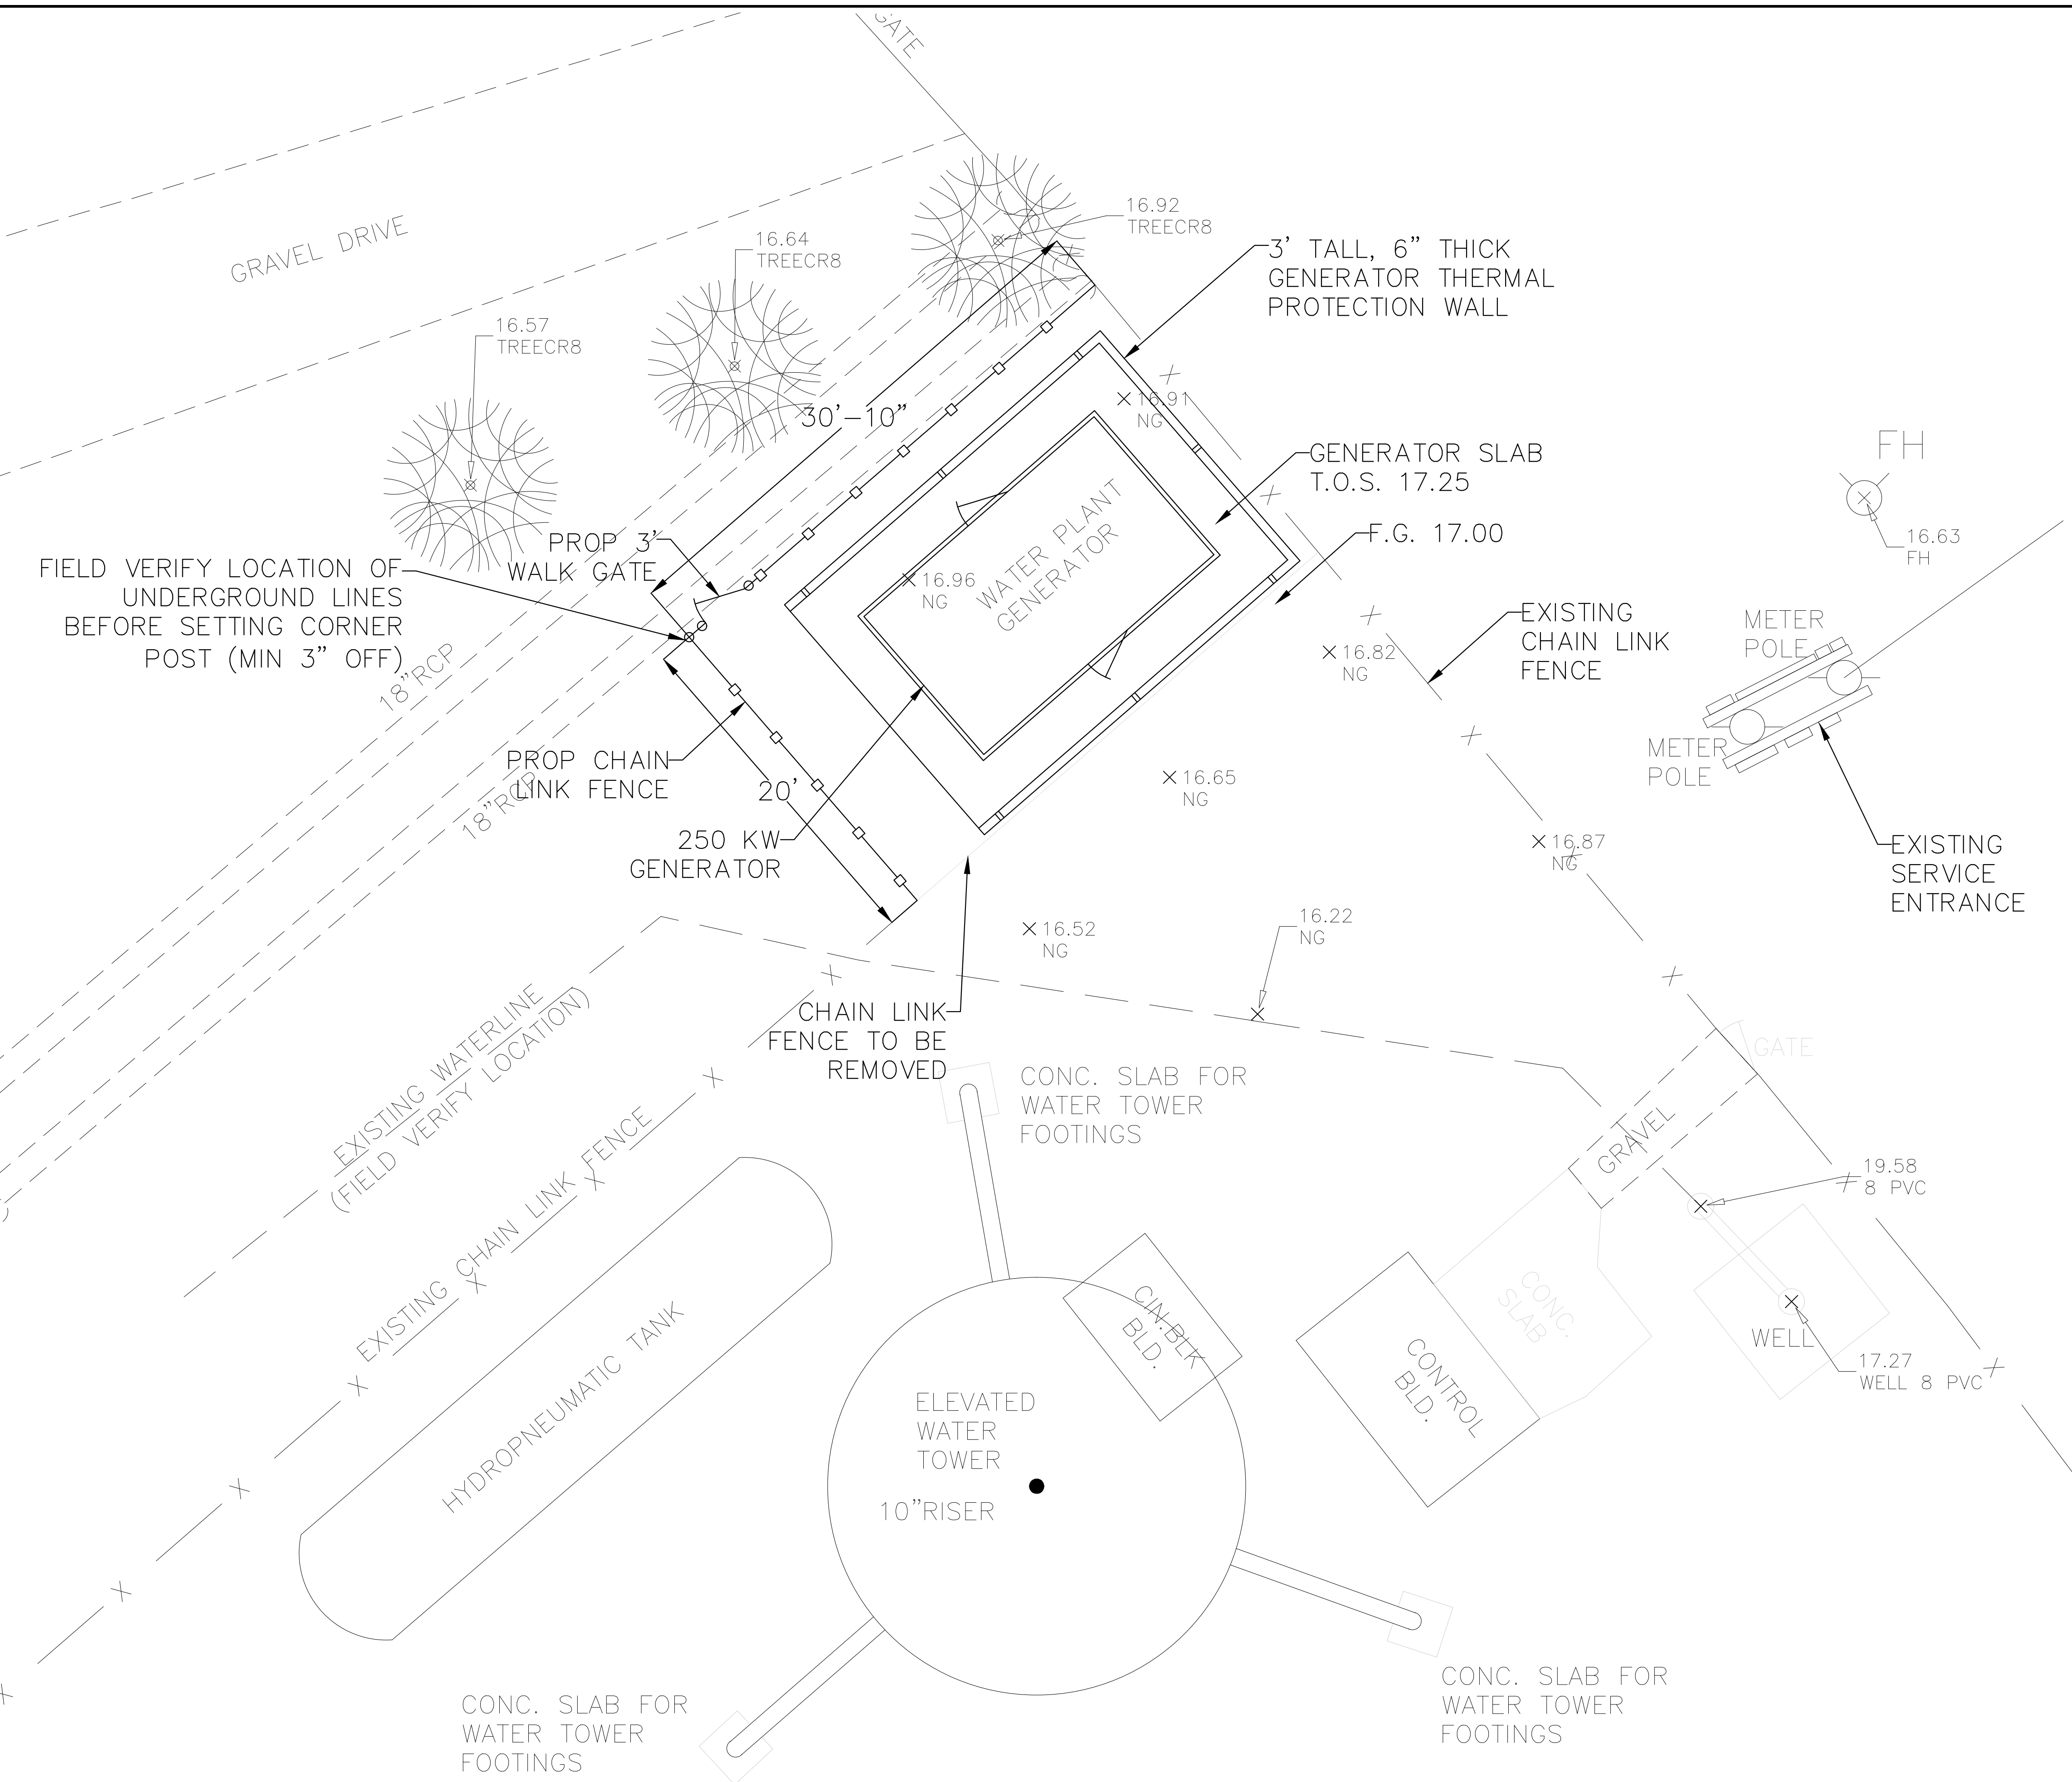 GATE
GRAVEL DRIVE
16.92
TREECR8
16.64
TREECR8
16.57
TREECR8
3' TALL, 6" THICK
GENERATOR THERMAL
PROTECTION WALL
30'-10"
16.91
NG
GENERATOR SLAB
T.O.S. 17.25
FH
16.63
FH
F.G. 17.00
PROP 3'
WALK GATE
FIELD VERIFY LOCATION OF
UNDERGROUND LINES
BEFORE SETTING CORNER
POST (MIN 3" OFF)
16.96
NG
WATER PLANT
GENERATOR
EXISTING
CHAIN LINK
FENCE
METER
POLE
16.82
NG
18"RCP
METER
POLE
PROP CHAIN
LINK FENCE
18"RCP
20'
16.65
NG
250 KW
GENERATOR
16.87
NG
EXISTING
SERVICE
ENTRANCE
16.52
NG
16.22
NG
CHAIN LINK
FENCE TO BE
REMOVED
EXISTING WATERLINE
(FIELD VERIFY LOCATION)
GATE
CONC. SLAB FOR
WATER TOWER
FOOTINGS
GRAVEL
19.58
8 PVC
EXISTING CHAIN LINK FENCE
HYDROPNEUMATIC TANK
CIN.BLK
BLD.
CONC.
SLAB
CONTROL
BLD.
WELL
17.27
WELL 8 PVC
ELEVATED
WATER
TOWER
10"RISER
CONC. SLAB FOR
WATER TOWER
FOOTINGS
CONC. SLAB FOR
WATER TOWER
FOOTINGS